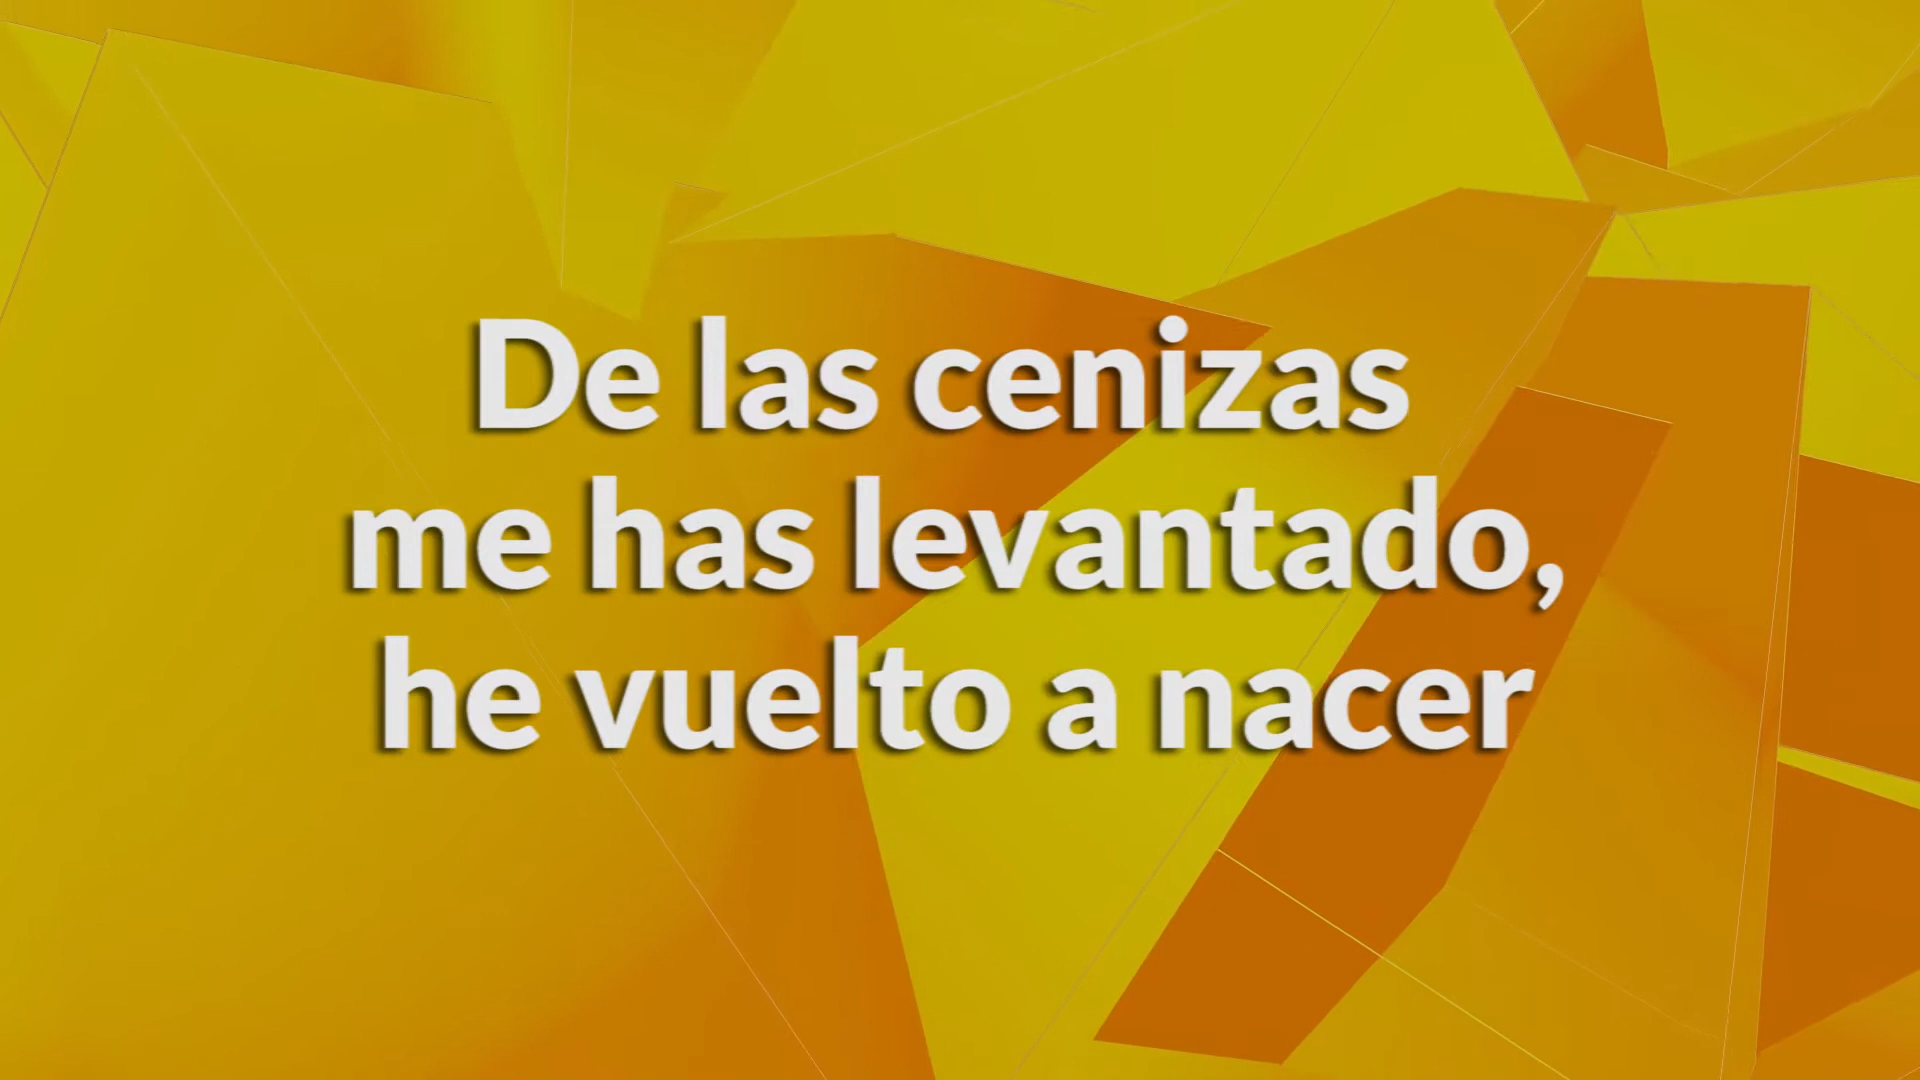 De las cenizas
me has levantado,
he vuelto a nacer